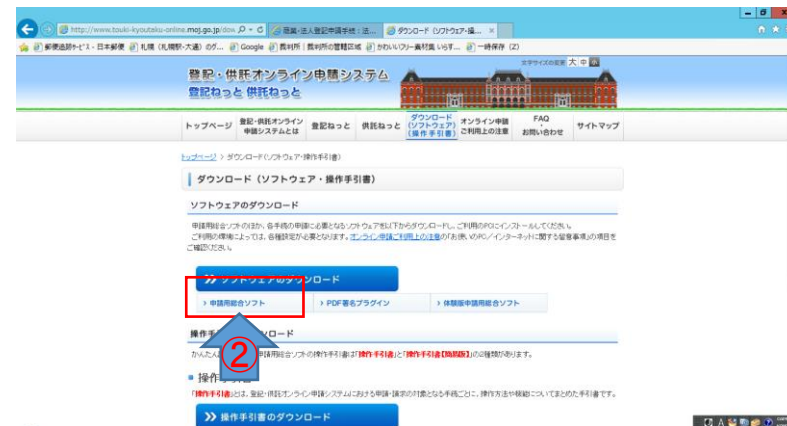 http://www.touki-kyoutaku-online.moj.go.jp/dow
商業・法人登記申請手続：法...
ダウンロード（ソフトウェア・操...
郵便追跡サービス - 日本郵便
札幌（札幌駅・大通）のグ...
Google
裁判所｜裁判所の管轄区域
かわいいフリー素材集 いらす...
一時保存 (2)
文字サイズの変更 大 中 小
登記・供託オンライン申請システム
登記ねっと 供託ねっと
トップページ
登記・供託オンライン申請システムとは
登記ねっと
供託ねっと
ダウンロード（ソフトウェア）（操作手引書）
オンライン申請ご利用上の注意
FAQ・お問い合わせ
サイトマップ
トップページ > ダウンロード（ソフトウェア・操作手引書）
ダウンロード（ソフトウェア・操作手引書）
ソフトウェアのダウンロード
申請用総合ソフトのほか、各手続の申請に必要となるソフトウェアを以下からダウンロードし、ご利用のPCにインストールしてください。
ご利用の環境によっては、各種設定が必要となります。オンライン申請ご利用上の注意の「お使いのPC／インターネットに関する留意事項」の項目を
ご確認ください。
ソフトウェアのダウンロード
申請用総合ソフト
PDF署名プラグイン
体験版申請用総合ソフト
操作手
ンロード
かんたん
申請用総合ソフトの操作手引書は「操作手引書」と「操作手引書【簡易版】」の2種類があります。
②
操作手
「操作手引書」とは、登記・供託オンライン申請システムにおける申請・請求の対象となる手続ごとに、操作方法や機能についてまとめた手引書です。
操作手引書のダウンロード